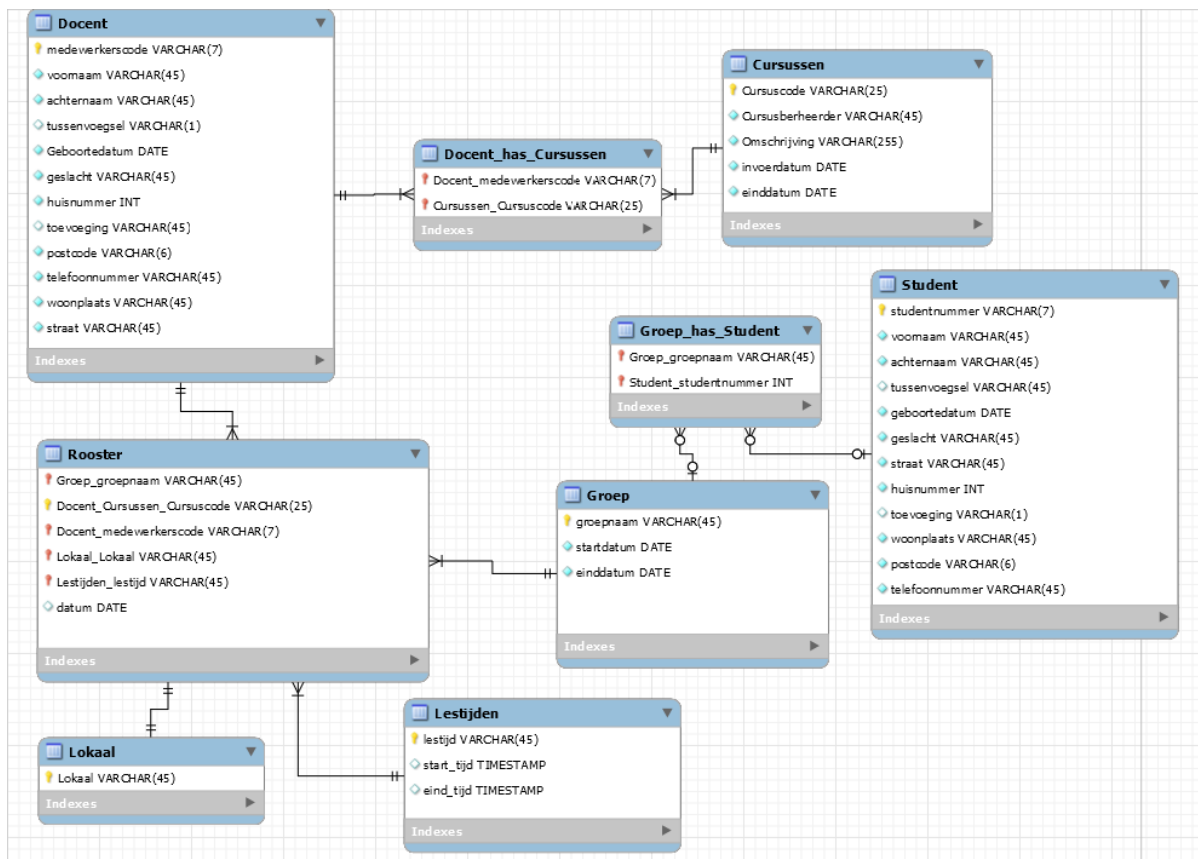 Docent
medewerkerscode VARCHAR(7)
voornaam VARCHAR(45)
achternaam VARCHAR(45)
tussenvoegsel VARCHAR(1)
Geboortedatum DATE
geslacht VARCHAR(45)
huisnummer INT
toevoeging VARCHAR(45)
postcode VARCHAR(6)
telefoonnummer VARCHAR(45)
woonplaats VARCHAR(45)
straat VARCHAR(45)
Indexes
Docent_has_Cursussen
Docent_medewerkerscode VARCHAR(7)
Cursussen_Cursuscode VARCHAR(25)
Indexes
Cursussen
Cursuscode VARCHAR(25)
Cursusberheerder VARCHAR(45)
Omschrijving VARCHAR(255)
invoerdatum DATE
einddatum DATE
Indexes
Student
studentnummer VARCHAR(7)
voornaam VARCHAR(45)
achternaam VARCHAR(45)
tussenvoegsel VARCHAR(45)
geboortedatum DATE
geslacht VARCHAR(45)
straat VARCHAR(45)
huisnummer INT
toevoeging VARCHAR(1)
woonplaats VARCHAR(45)
postcode VARCHAR(6)
telefoonnummer VARCHAR(45)
Indexes
Groep_has_Student
Groep_groepnaam VARCHAR(45)
Student_studentnummer INT
Indexes
Rooster
Groep_groepnaam VARCHAR(45)
Docent_Cursussen_Cursuscode VARCHAR(25)
Docent_medewerkerscode VARCHAR(7)
Lokaal_Lokaal VARCHAR(45)
Lestijden_lestijd VARCHAR(45)
datum DATE
Indexes
Groep
groepnaam VARCHAR(45)
startdatum DATE
einddatum DATE
Indexes
Lokaal
Lokaal VARCHAR(45)
Indexes
Lestijden
lestijd VARCHAR(45)
start_tijd TIMESTAMP
eind_tijd TIMESTAMP
Indexes